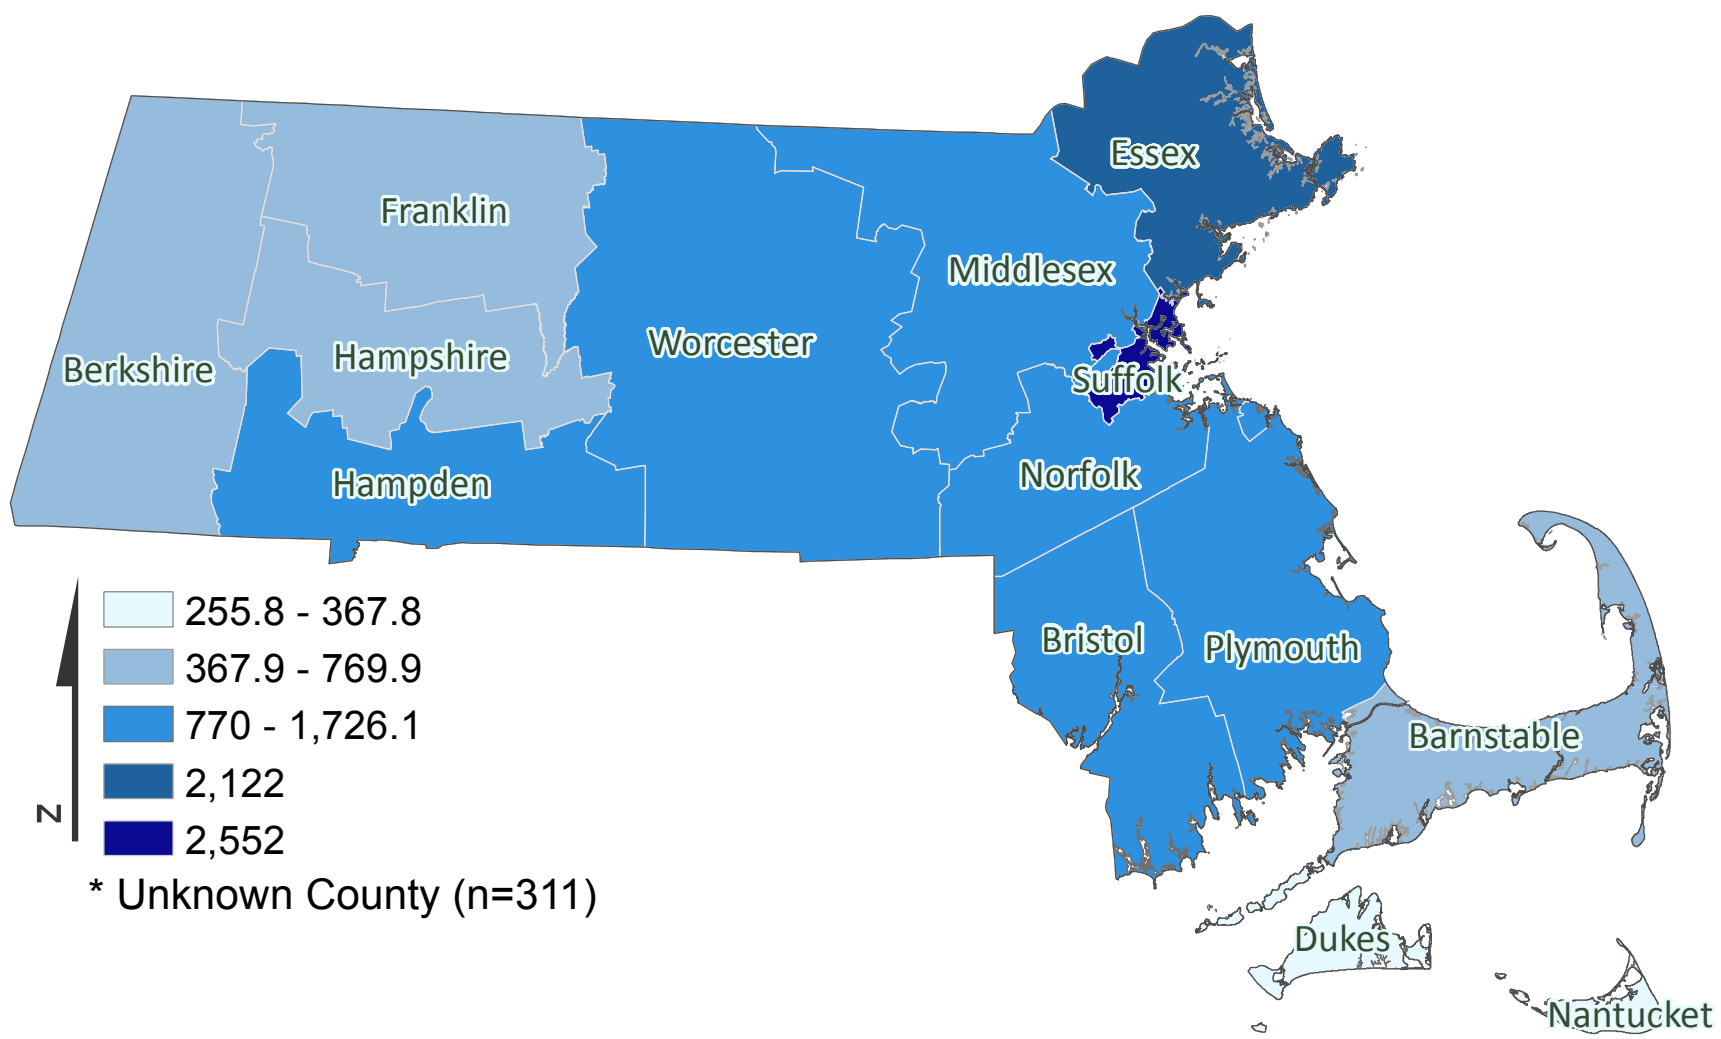 Essex
Franklin
Middlesex
Worcester
Hampshire
Berkshire
Suffolk
Norfolk
Hampden
255.8 - 367.8
367.9 - 769.9
770 - 1,726.1
2,122
2,552
* Unknown County (n=311)
N
Bristol
Plymouth
Barnstable
Dukes
Nantucket